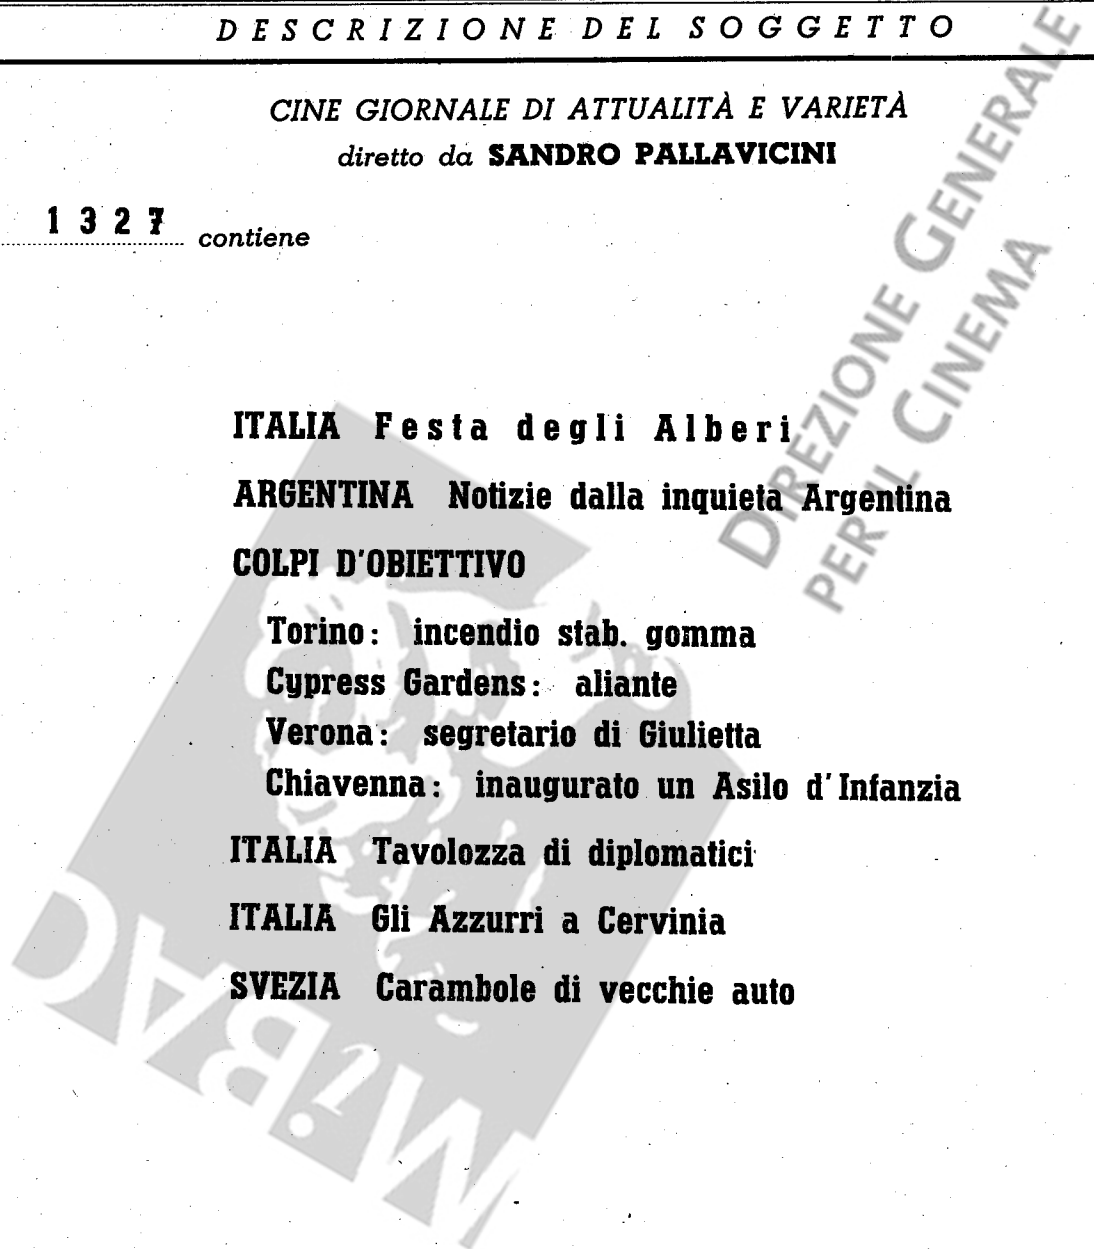 DESCRIZIONE DEL SOGGETTO
CINE GIORNALE DI ATTUALITÀ E VARIETÀ
diretto da SANDRO PALLAVICINI
1327 contiene
ITALIA Festa degli Alberi
ARGENTINA Notizie dalla inquieta Argentina
COLPI D'OBIETTIVO
Torino: incendio stab. gomma
Cypress Gardens: aliante
Verona: segretario di Giulietta
Chiavenna: inaugurato un Asilo d'Infanzia
ITALIA Tavolozza di diplomatici
ITALIA Gli Azzurri a Cervinia
SVEZIA Carambole di vecchie auto
DIREZIONE GENERALE
PER IL CINEMA
MiBAC